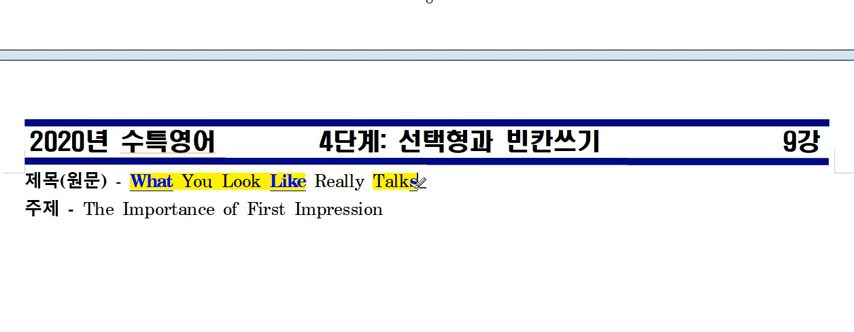 2020년 수특영어 4단계: 선택형과 빈칸쓰기 9강
제목(원문) - What You Look Like Really Talks
주제 - The Importance of First Impression